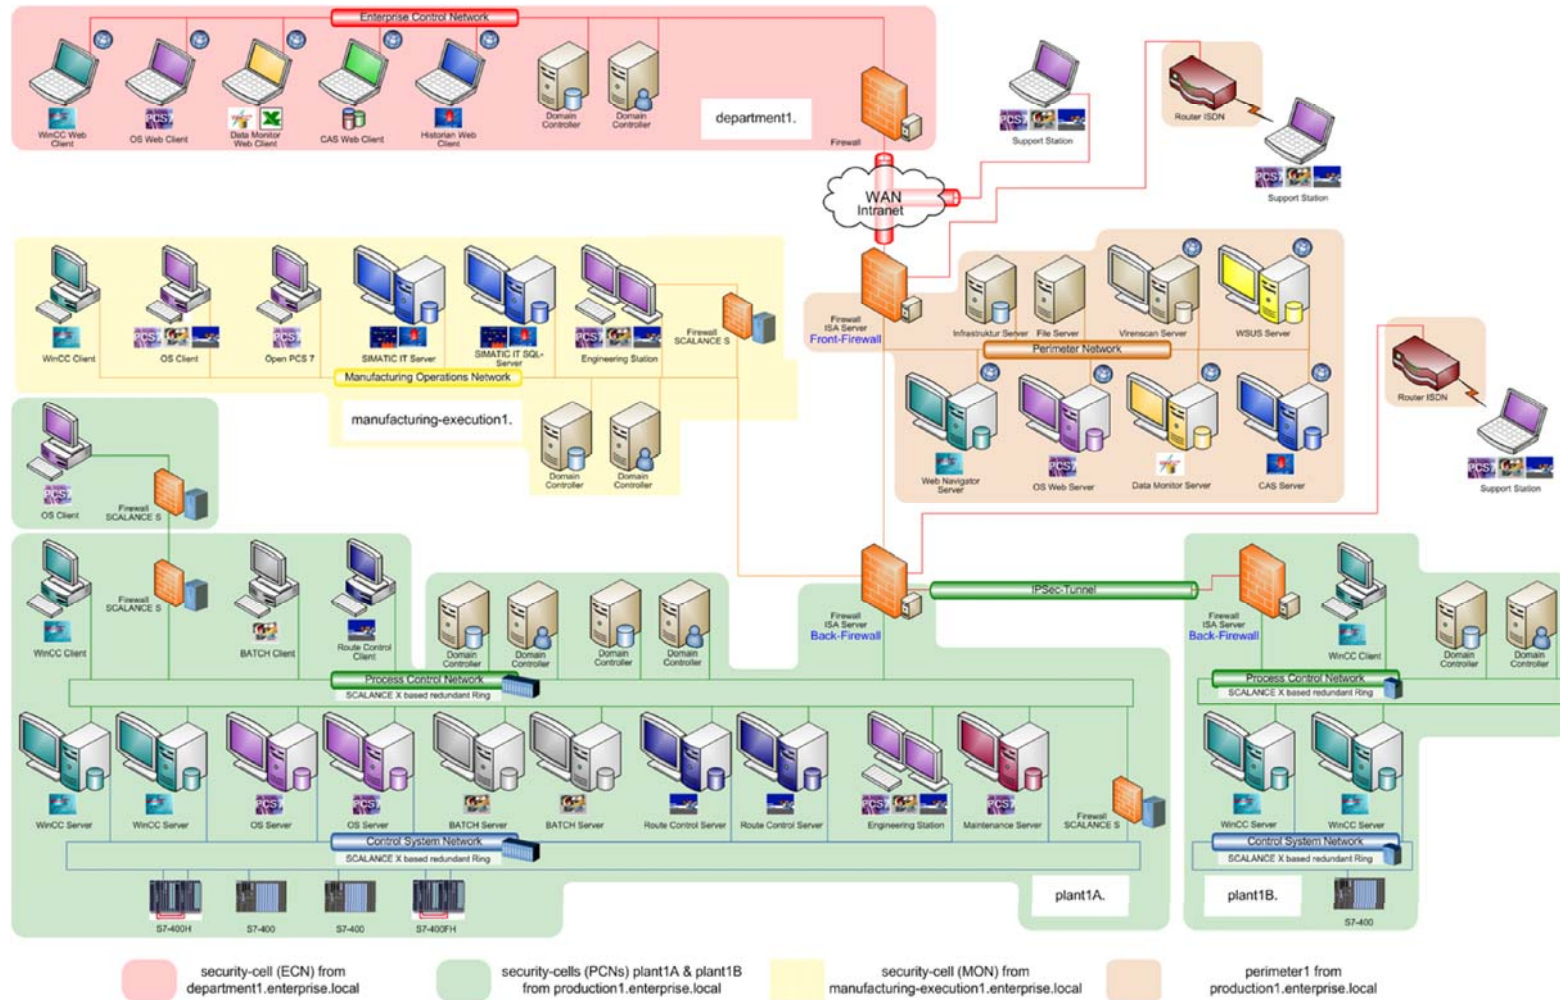 Enterprise Control Network
WinCC Web
Client
OS Web Client
Data Monitor
Web Client
CAS Web Client
Historian Web
Client
Domain
Controller
Domain
Controller
department1.
Firewall
Support Station
Router ISDN
Support Station
WAN
Intranet
WinCC Client
OS Client
Open PCS 7
SIMATIC IT Server
SIMATIC IT SQL-
Server
Engineering Station
Firewall
SCALANCE S
Manufacturing Operations Network
manufacturing-execution1.
Domain
Controller
Domain
Controller
Firewall
ISA Server
Front-Firewall
Infrastruktur Server
File Server
Virenscan Server
WSUS Server
Perimeter Network
Web Navigator
Server
OS Web Server
Data Monitor Server
CAS Server
Router ISDN
Support Station
OS Client
Firewall
SCALANCE S
WinCC Client
Firewall
SCALANCE S
BATCH Client
Route Control
Client
Domain
Controller
Domain
Controller
Domain
Controller
Domain
Controller
Firewall
ISA Server
Back-Firewall
IPSec-Tunnel
Firewall
ISA Server
Back-Firewall
WinCC Client
Domain
Controller
Domain
Controller
Process Control Network
SCALANCE X based redundant Ring
Process Control Network
SCALANCE X based redundant Ring
WinCC Server
WinCC Server
OS Server
OS Server
BATCH Server
BATCH Server
Route Control Server
Route Control Server
Engineering Station
Maintenance Server
Firewall
SCALANCE S
WinCC Server
WinCC Server
Control System Network
SCALANCE X based redundant Ring
Control System Network
SCALANCE X based redundant Ring
S7-400H
S7-400
S7-400
S7-400FH
plant1A.
plant1B.
S7-400
security-cell (ECN) from
department1.enterprise.local
security-cells (PCNs) plant1A & plant1B
from production1.enterprise.local
security-cell (MON) from
manufacturing-execution1.enterprise.local
perimeter1 from
production1.enterprise.local